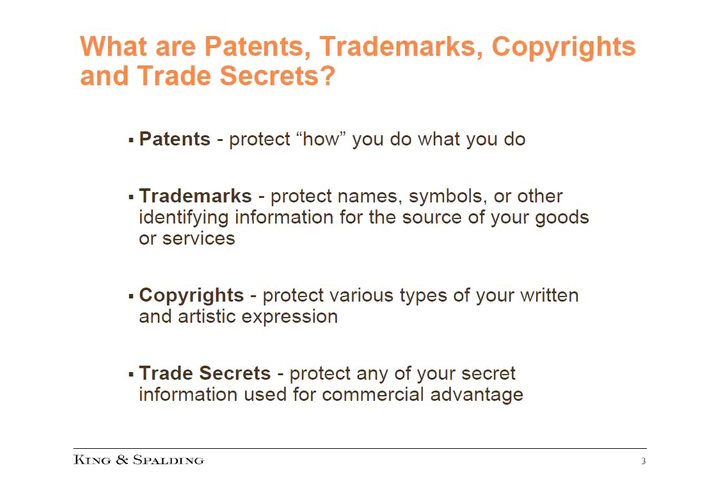 What are Patents, Trademarks, Copyrights
and Trade Secrets?
▪ Patents - protect “how” you do what you do
▪ Trademarks - protect names, symbols, or other
identifying information for the source of your goods
or services
▪ Copyrights - protect various types of your written
and artistic expression
▪ Trade Secrets - protect any of your secret
information used for commercial advantage
KING & SPALDING
3